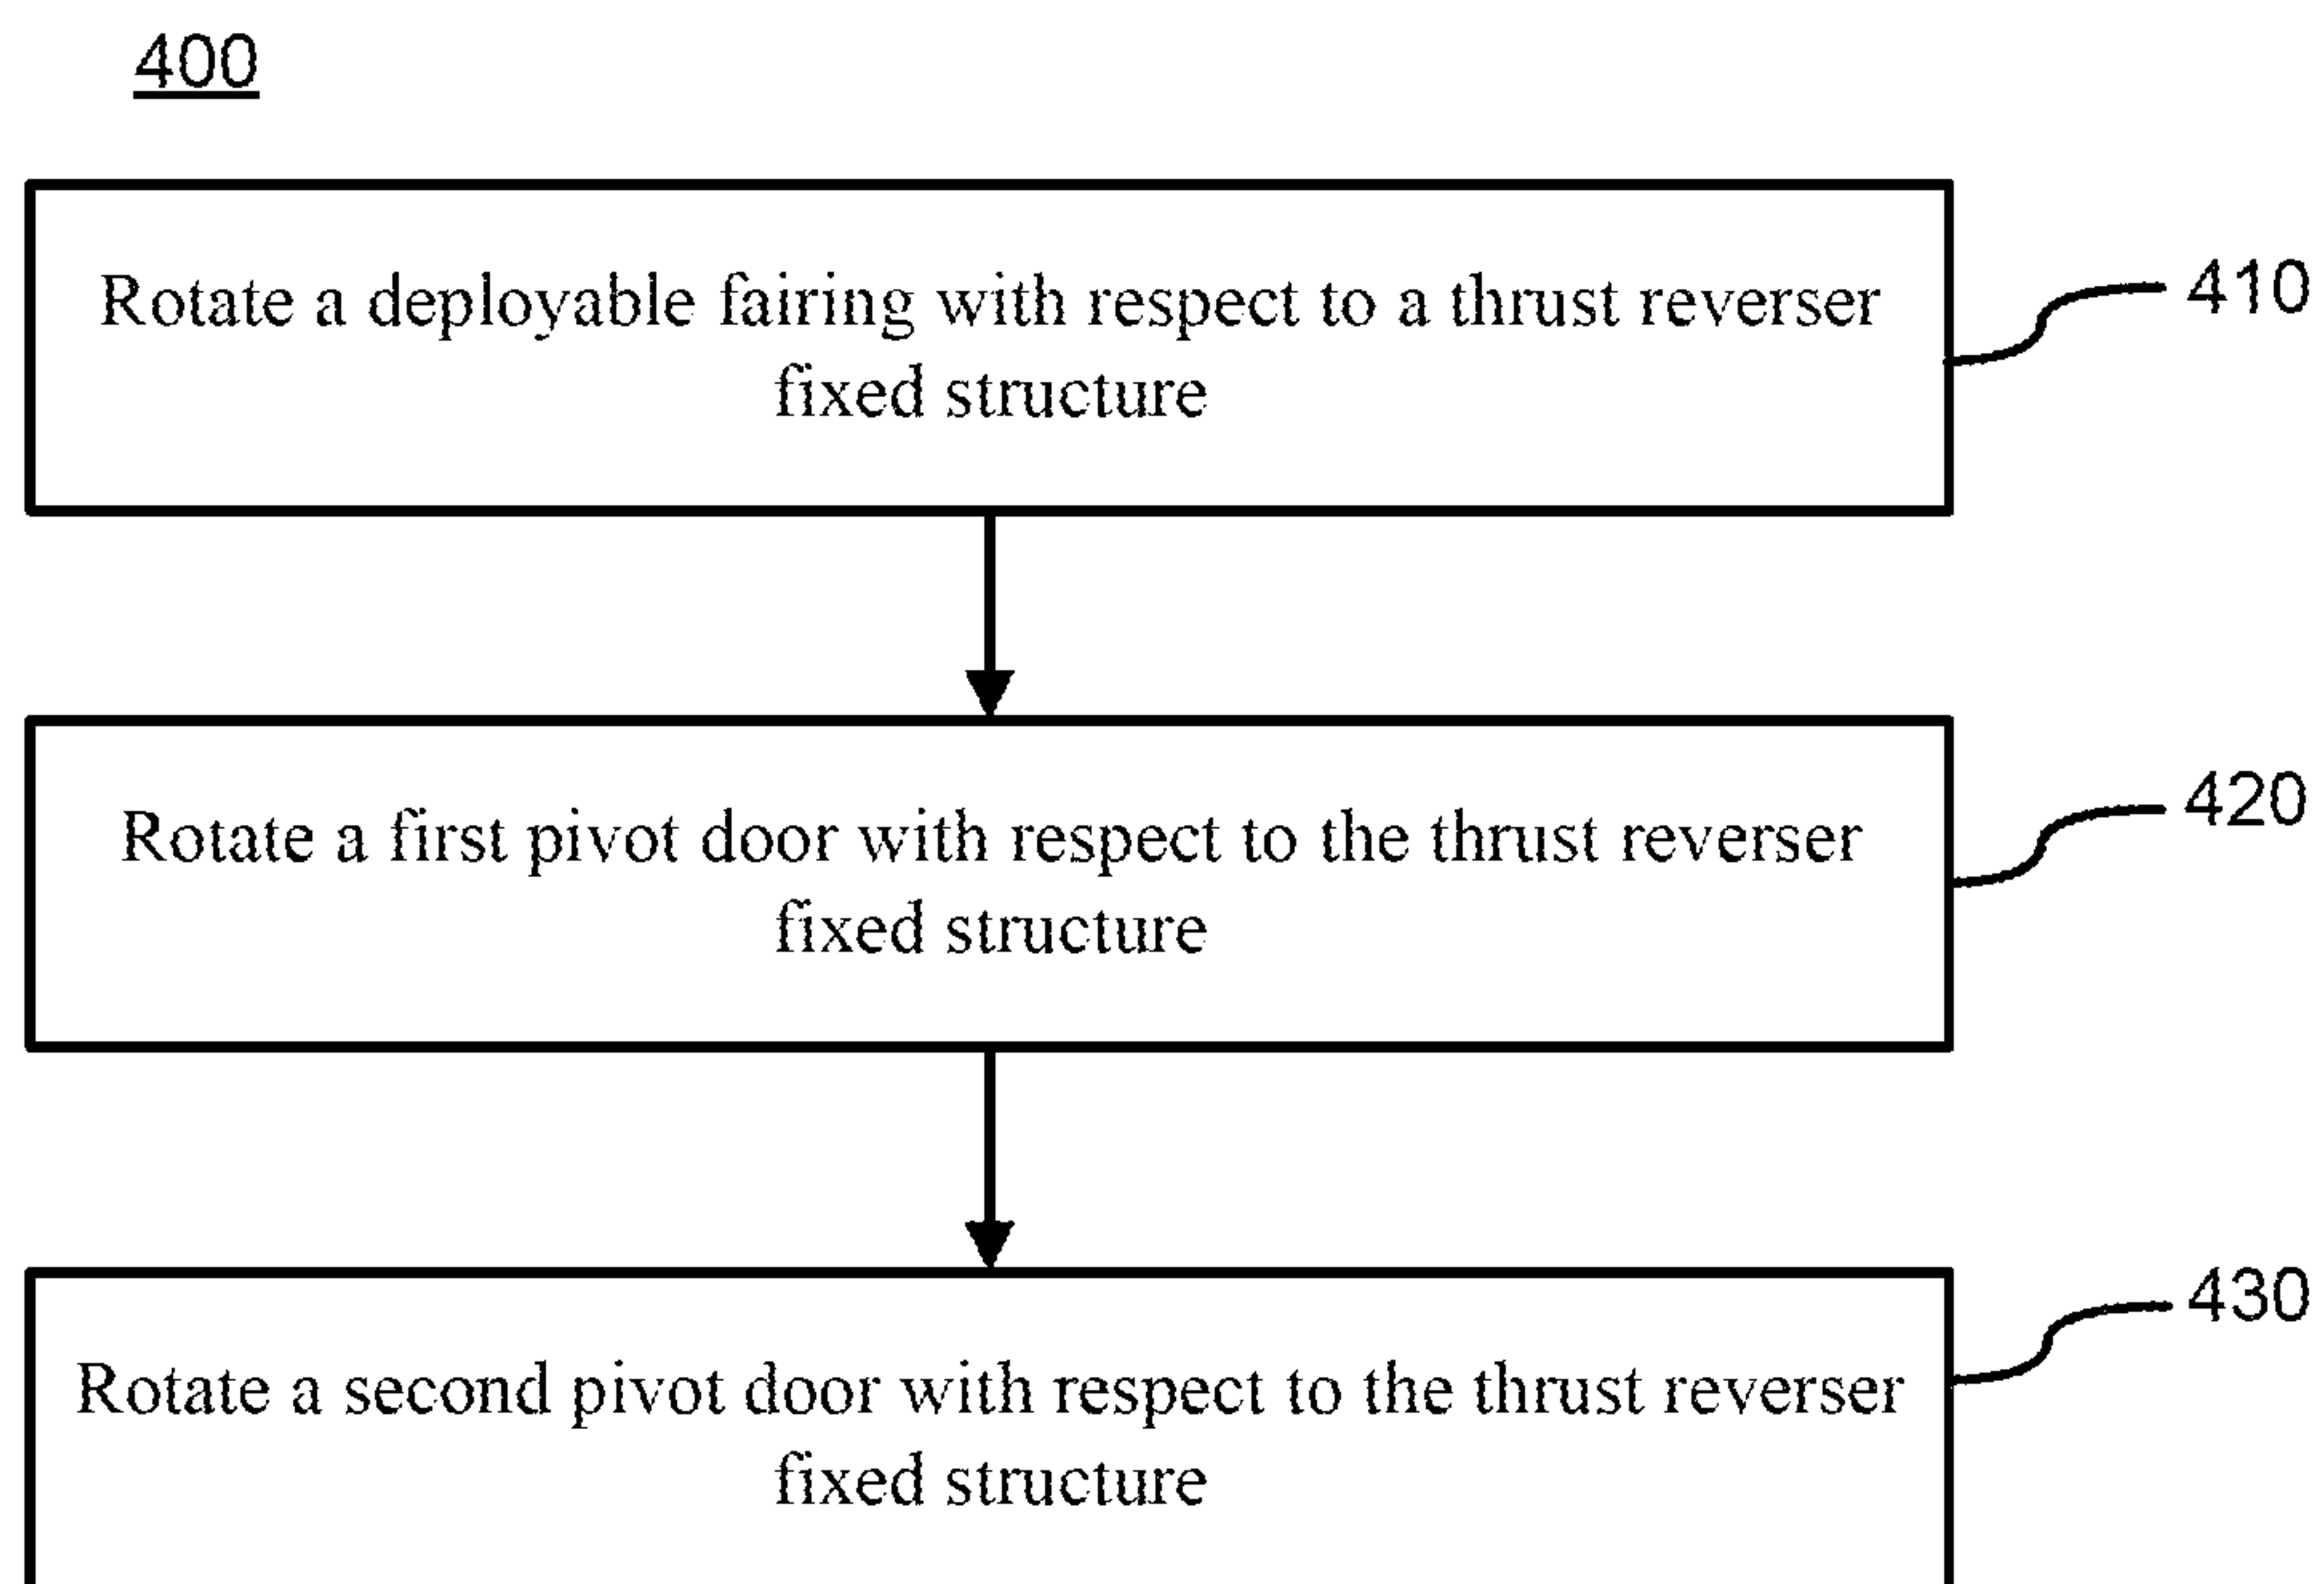 400
Rotate a deployable fairing with respect to a thrust reverser
fixed structure
410
Rotate a first pivot door with respect to the thrust reverser
fixed structure
420
Rotate a second pivot door with respect to the thrust reverser
fixed structure
430